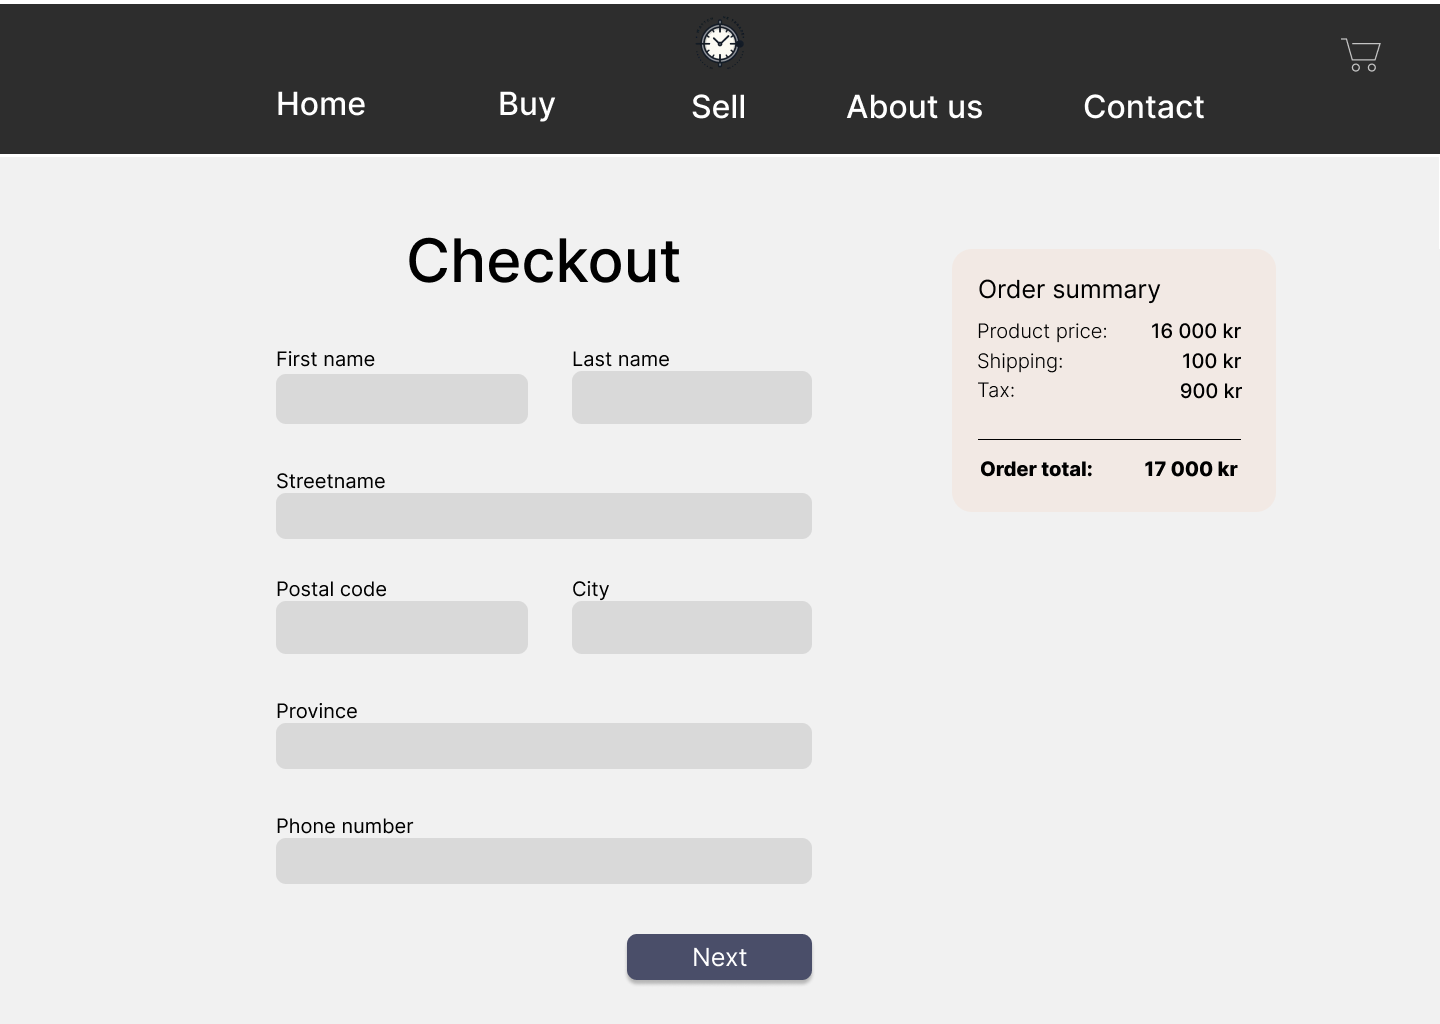 Home Buy Sell About us Contact
Checkout
First name Last name
Streetname
Postal code City
Province
Phone number
Next
Order summary
Product price: 16 000 kr
Shipping: 100 kr
Tax: 900 kr
Order total: 17 000 kr